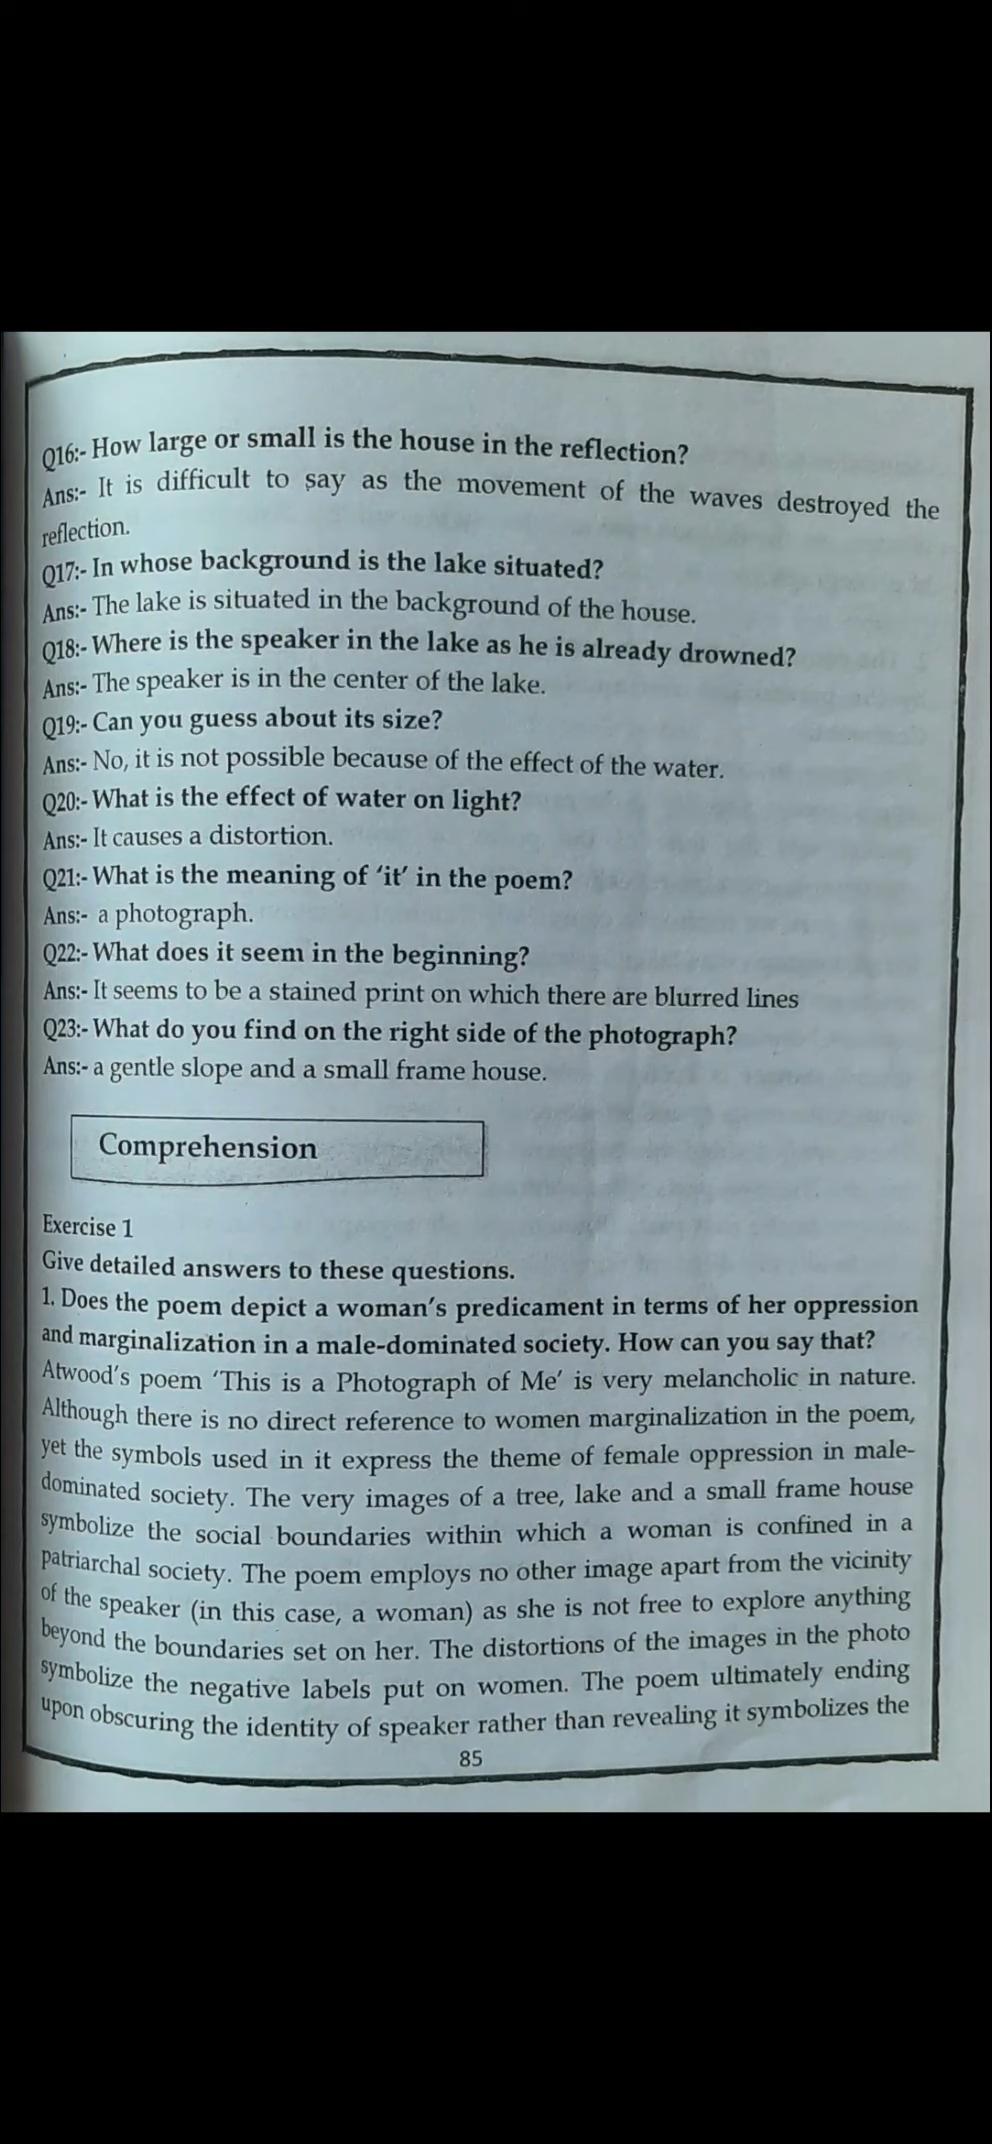 Q16:- How large or small is the house in the reflection?
Ans:- It is difficult to say as the movement of the waves destroyed the
reflection.
Q17:- In whose background is the lake situated?
Ans:- The lake is situated in the background of the house.
Q18:- Where is the speaker in the lake as he is already drowned?
Ans:- The speaker is in the center of the lake.
Q19:- Can you guess about its size?
Ans:- No, it is not possible because of the effect of the water.
Q20:- What is the effect of water on light?
Ans:- It causes a distortion.
Q21:- What is the meaning of ‘it’ in the poem?
Ans:- a photograph.
Q22:- What does it seem in the beginning?
Ans:- It seems to be a stained print on which there are blurred lines
Q23:- What do you find on the right side of the photograph?
Ans:- a gentle slope and a small frame house.
Comprehension
Exercise 1
Give detailed answers to these questions.
1. Does the poem depict a woman’s predicament in terms of her oppression
and marginalization in a male-dominated society. How can you say that?
Atwood’s poem ‘This is a Photograph of Me’ is very melancholic in nature.
Although there is no direct reference to women marginalization in the poem,
yet the symbols used in it express the theme of female oppression in male-
dominated society. The very images of a tree, lake and a small frame house
symbolize the social boundaries within which a woman is confined in a
patriarchal society. The poem employs no other image apart from the vicinity
of the speaker (in this case, a woman) as she is not free to explore anything
beyond the boundaries set on her. The distortions of the images in the photo
symbolize the negative labels put on women. The poem ultimately ending
upon obscuring the identity of speaker rather than revealing it symbolizes the
85